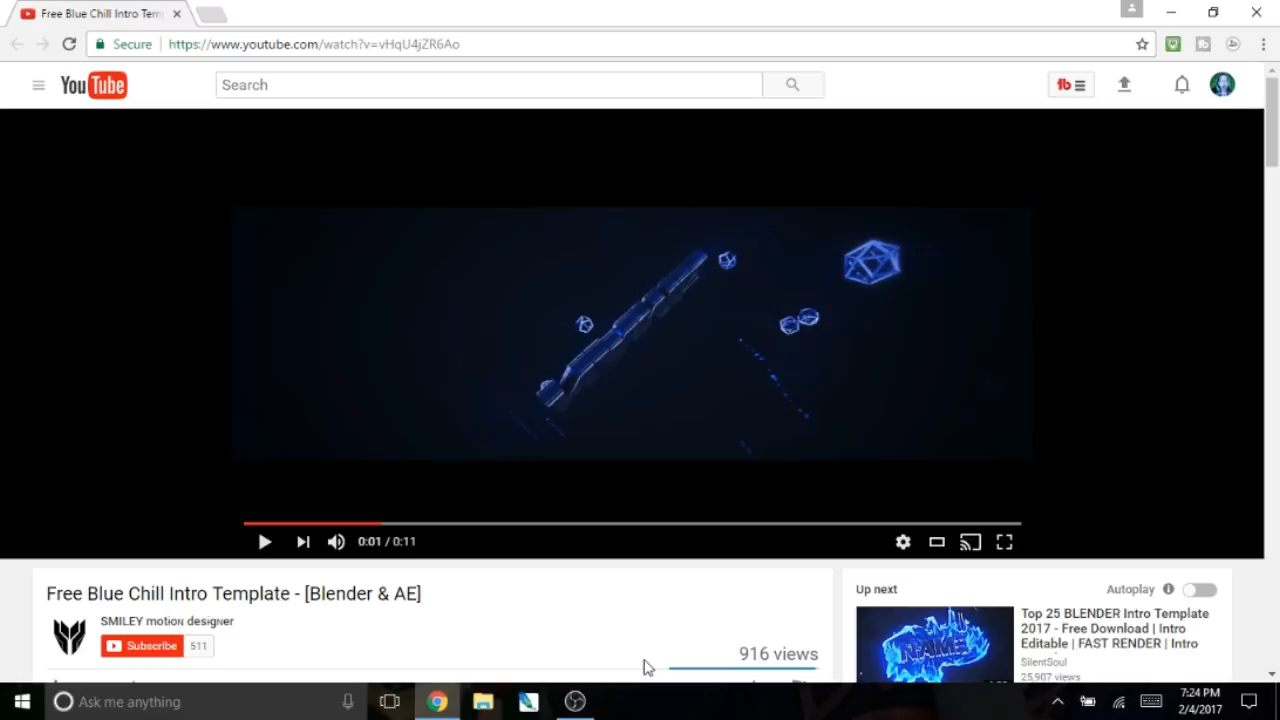 Free Blue Chill Intro Tem
Secure https://www.youtube.com/watch?v=vHqU4jZR6Ao
YouTube
Search
0:01 / 0:11
Free Blue Chill Intro Template - [Blender & AE]
SMILEY motion designer
Subscribe 511
916 views
Up next
Autoplay
NAME
Top 25 BLENDER Intro Template
2017 - Free Download | Intro
Editable | FAST RENDER | Intro
SilentSoul
25,907 views
Ask me anything
7:24 PM
2/4/2017